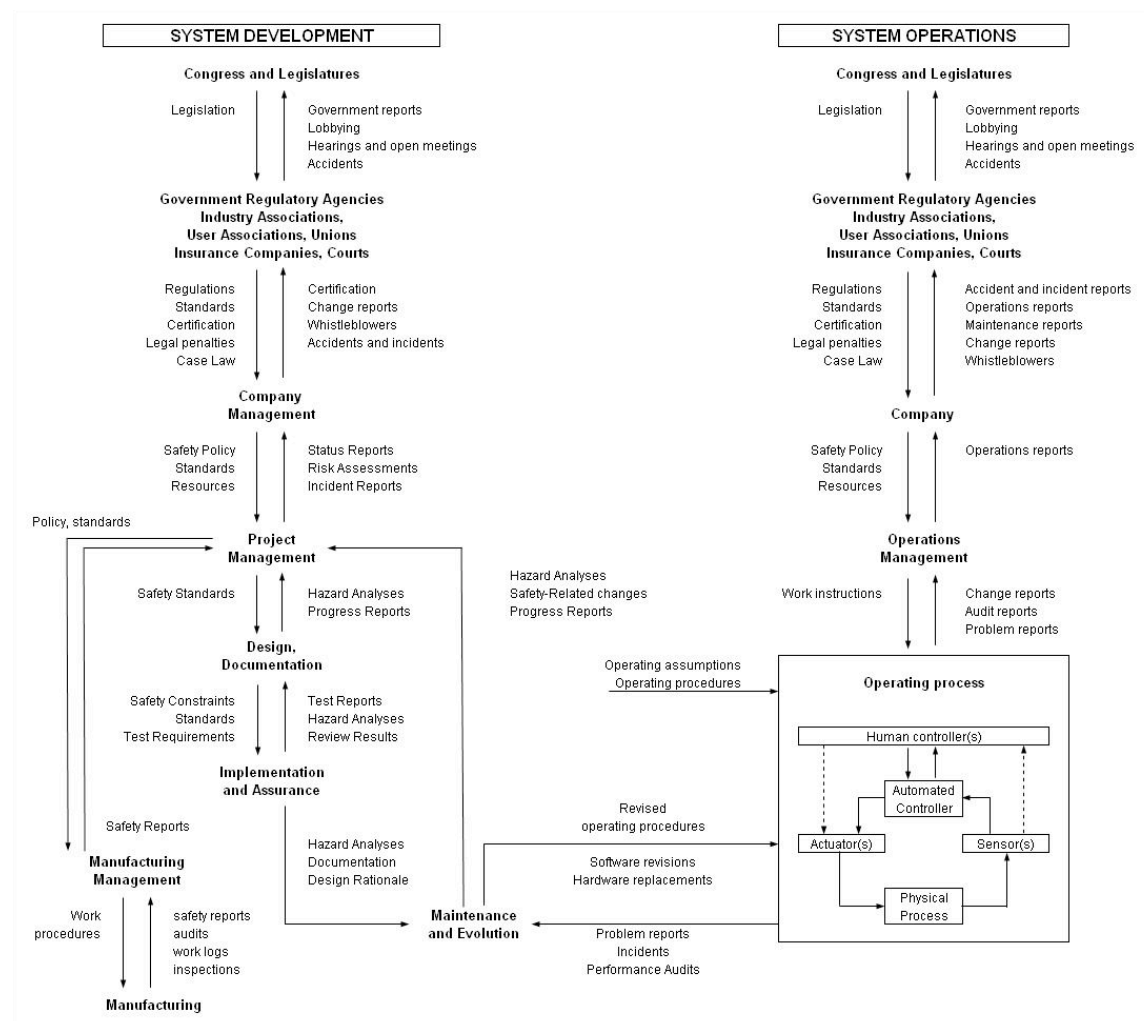 SYSTEM DEVELOPMENT
Congress and Legislatures
Legislation
Government reports
Lobbying
Hearings and open meetings
Accidents
Government Regulatory Agencies
Industry Associations,
User Associations, Unions
Insurance Companies, Courts
Regulations
Standards
Certification
Legal penalties
Case Law
Certification
Change reports
Whistleblowers
Accidents and incidents
Company
Management
Safety Policy
Standards
Resources
Status Reports
Risk Assessments
Incident Reports
Policy, standards
Project
Management
Safety Standards
Hazard Analyses
Progress Reports
Design,
Documentation
Safety Constraints
Standards
Test Requirements
Test Reports
Hazard Analyses
Review Results
Implementation
and Assurance
Safety Reports
Hazard Analyses
Documentation
Design Rationale
Manufacturing
Management
Work
procedures
safety reports
audits
work logs
inspections
Manufacturing
Maintenance
and Evolution
Hazard Analyses
Safety-Related changes
Progress Reports
Operating assumptions
Operating procedures
Revised
operating procedures
Software revisions
Hardware replacements
Problem reports
Incidents
Performance Audits
SYSTEM OPERATIONS
Congress and Legislatures
Legislation
Government reports
Lobbying
Hearings and open meetings
Accidents
Government Regulatory Agencies
Industry Associations,
User Associations, Unions
Insurance Companies, Courts
Regulations
Standards
Certification
Legal penalties
Case Law
Accident and incident reports
Operations reports
Maintenance reports
Change reports
Whistleblowers
Company
Safety Policy
Standards
Resources
Operations reports
Operations
Management
Work instructions
Change reports
Audit reports
Problem reports
Operating process
Human controller(s)
Automated
Controller
Actuator(s)
Sensor(s)
Physical
Process